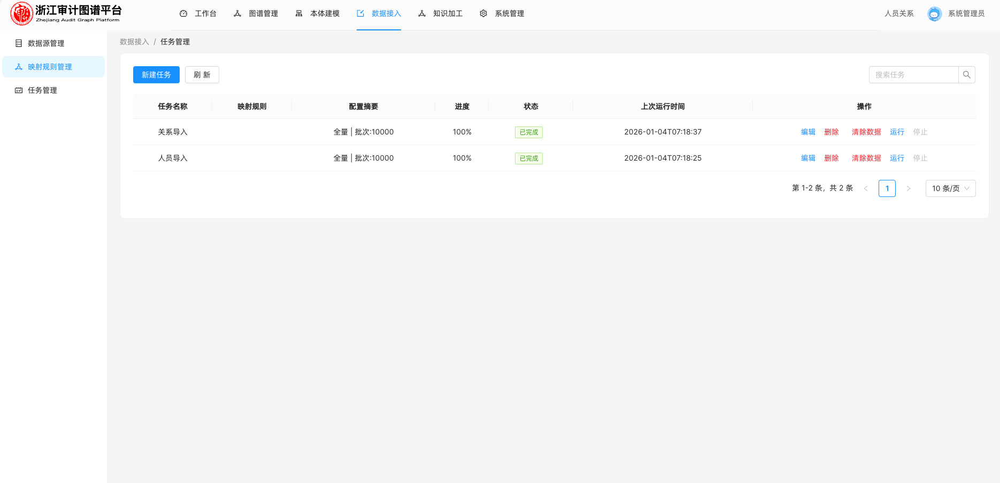 浙江审计图谱平台
Zhejiang Audit Graph Platform
工作台 图谱管理 本体建模 数据接入 知识加工 系统管理
人员关系 系统管理员
数据源管理
映射规则管理
任务管理
数据接入 / 任务管理
新建任务 刷 新
搜索任务
任务名称 映射规则 配置摘要 进度 状态 上次运行时间 操作
关系导入 全量 | 批次:10000 100% 已完成 2026-01-04T07:18:37 编辑 删除 清除数据 运行 停止
人员导入 全量 | 批次:10000 100% 已完成 2026-01-04T07:18:25 编辑 删除 清除数据 运行 停止
第 1-2 条，共 2 条 < 1 > 10 条/页